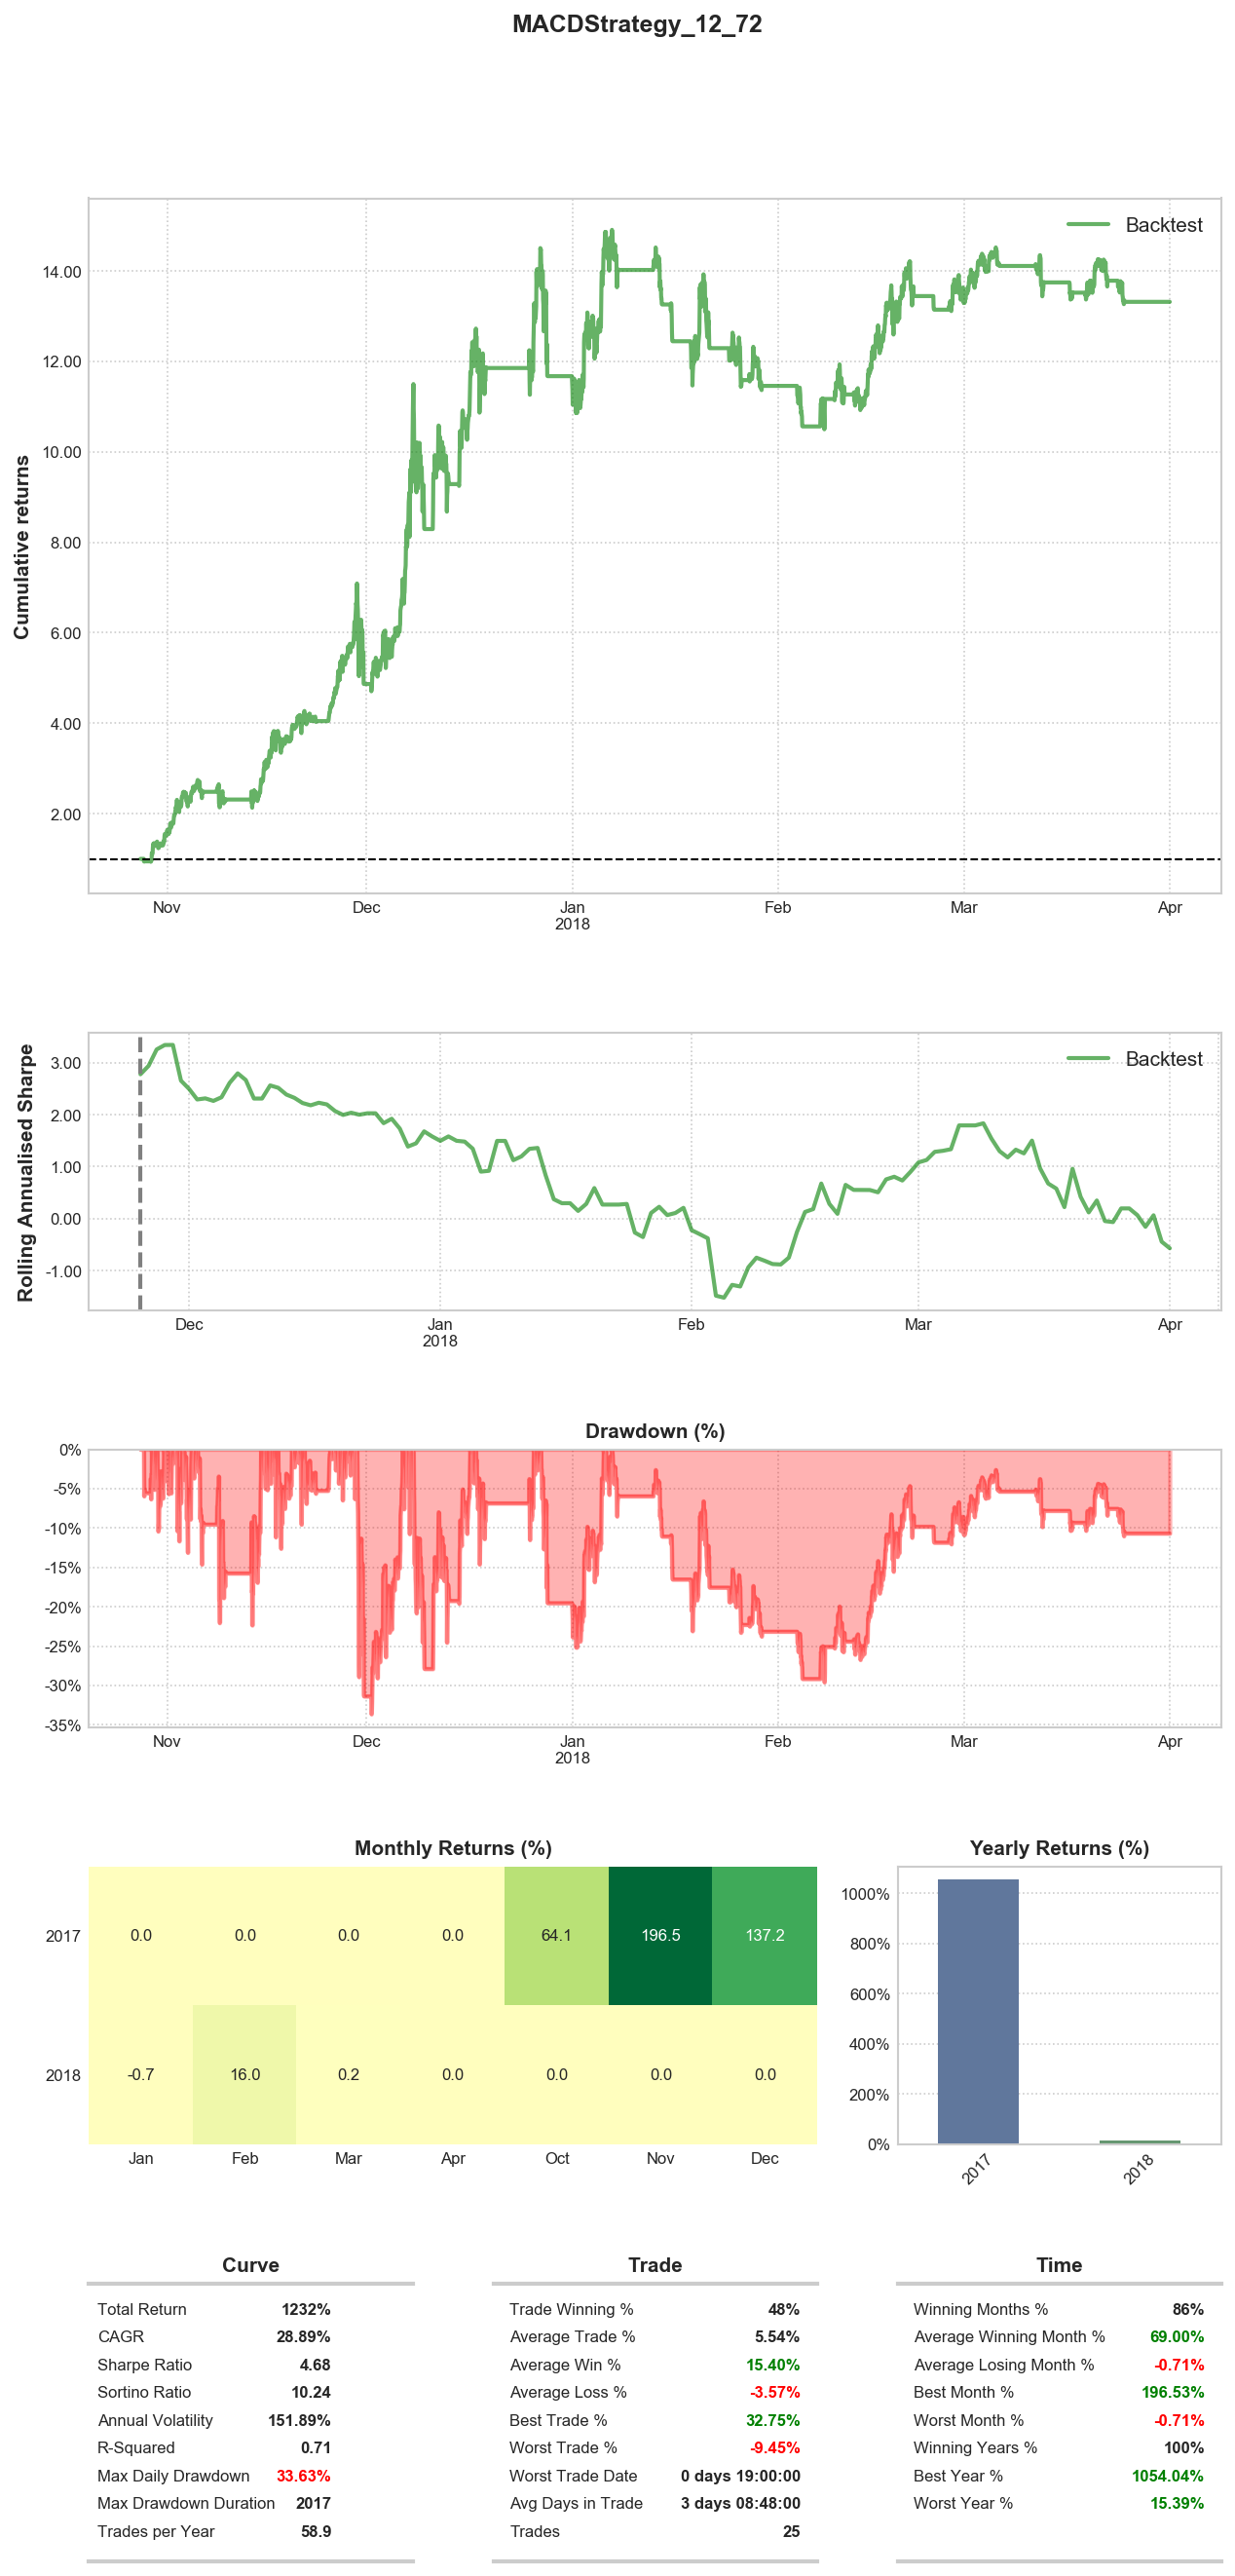 MACDStrategy_12_72
Backtest
Cumulative returns
14.00
12.00
10.00
8.00
6.00
4.00
2.00
Nov Dec Jan Feb Mar Apr
2018
Backtest
Rolling Annualised Sharpe
3.00
2.00
1.00
0.00
-1.00
Dec Jan Feb Mar Apr
2018
Drawdown (%)
0%
-5%
-10%
-15%
-20%
-25%
-30%
-35%
Nov Dec Jan Feb Mar Apr
2018
Monthly Returns (%)
2017 0.0 0.0 0.0 0.0 64.1 196.5 137.2
2018 -0.7 16.0 0.2 0.0 0.0 0.0 0.0
Jan Feb Mar Apr Oct Nov Dec
Yearly Returns (%)
1000%
800%
600%
400%
200%
0%
2017 2018
Curve
Total Return 1232%
CAGR 28.89%
Sharpe Ratio 4.68
Sortino Ratio 10.24
Annual Volatility 151.89%
R-Squared 0.71
Max Daily Drawdown 33.63%
Max Drawdown Duration 2017
Trades per Year 58.9
Trade
Trade Winning % 48%
Average Trade % 5.54%
Average Win % 15.40%
Average Loss % -3.57%
Best Trade % 32.75%
Worst Trade % -9.45%
Worst Trade Date 0 days 19:00:00
Avg Days in Trade 3 days 08:48:00
Trades 25
Time
Winning Months % 86%
Average Winning Month % 69.00%
Average Losing Month % -0.71%
Best Month % 196.53%
Worst Month % -0.71%
Winning Years % 100%
Best Year % 1054.04%
Worst Year % 15.39%